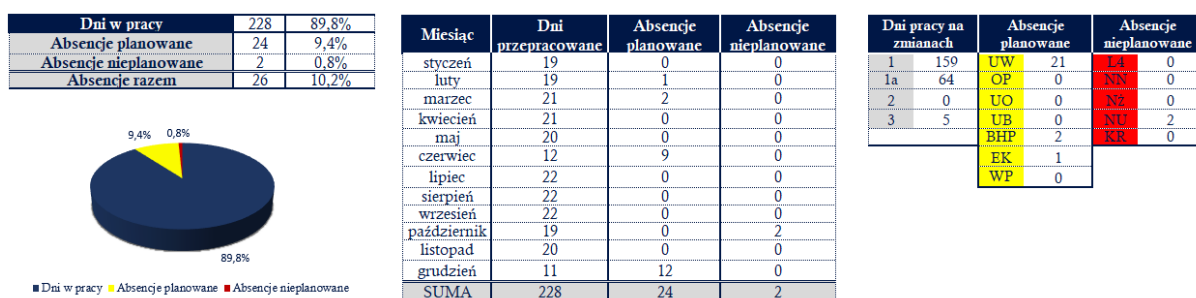 Dni w pracy 228 89,8%
Absencje planowane 24 9,4%
Absencje nieplanowane 2 0,8%
Absencje razem 26 10,2%
9,4% 0,8%
89,8%
Dni w pracy Absencje planowane Absencje nieplanowane
Miesiąc Dni przepracowane Absencje planowane Absencje nieplanowane
styczeń 19 0 0
luty 19 1 0
marzec 21 2 0
kwiecień 21 0 0
maj 20 0 0
czerwiec 12 9 0
lipiec 22 0 0
sierpień 22 0 0
wrzesień 22 0 0
październik 19 0 2
listopad 20 0 0
grudzień 11 12 0
SUMA 228 24 2
Dni pracy na zmianach Absencje planowane Absencje nieplanowane
1 159 UW 21 L4 0
1a 64 OP 0 NN 0
2 0 UO 0 NŻ 0
3 5 UB 0 NU 2
BHP 2 KR 0
EK 1
WP 0